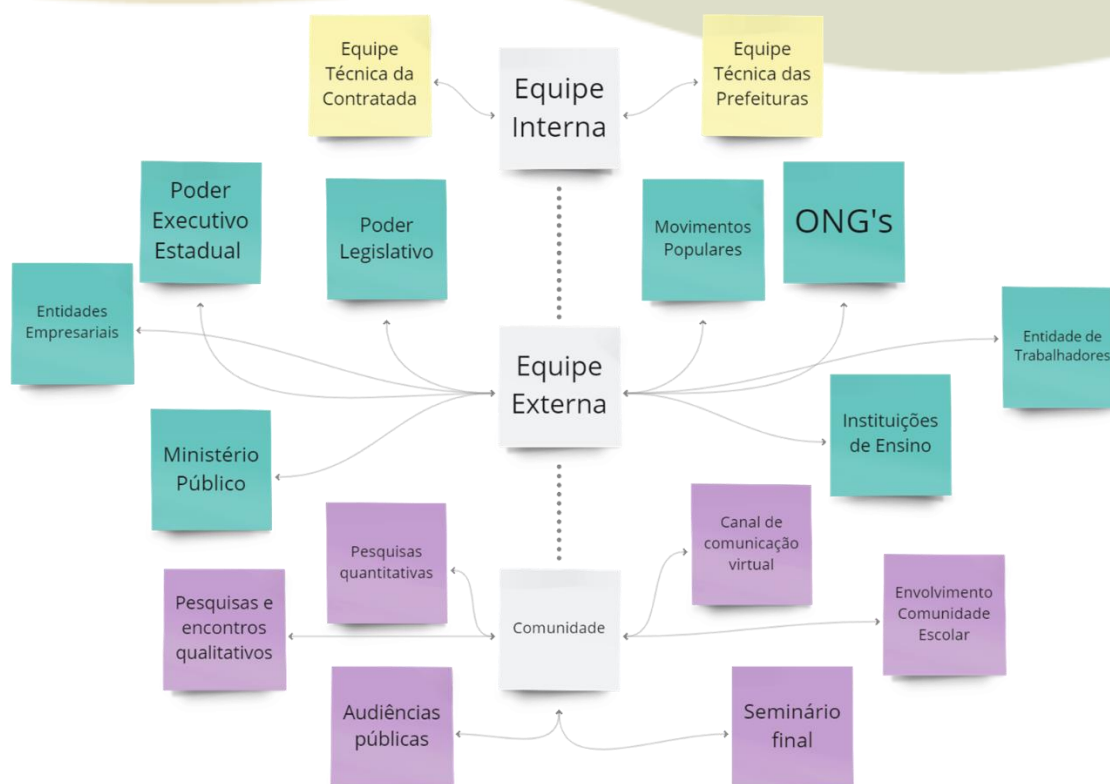 Equipe
Técnica da
Contratada
Equipe
Interna
Equipe
Técnica das
Prefeituras
Poder
Executivo
Estadual
Poder
Legislativo
Movimentos
Populares
ONG's
Entidades
Empresariais
Equipe
Externa
Entidade de
Trabalhadores
Ministério
Público
Instituições
de Ensino
Pesquisas
quantitativas
Canal de
comunicação
virtual
Pesquisas e
encontros
qualitativos
Comunidade
Envolvimento
Comunidade
Escolar
Audiências
públicas
Seminário
final